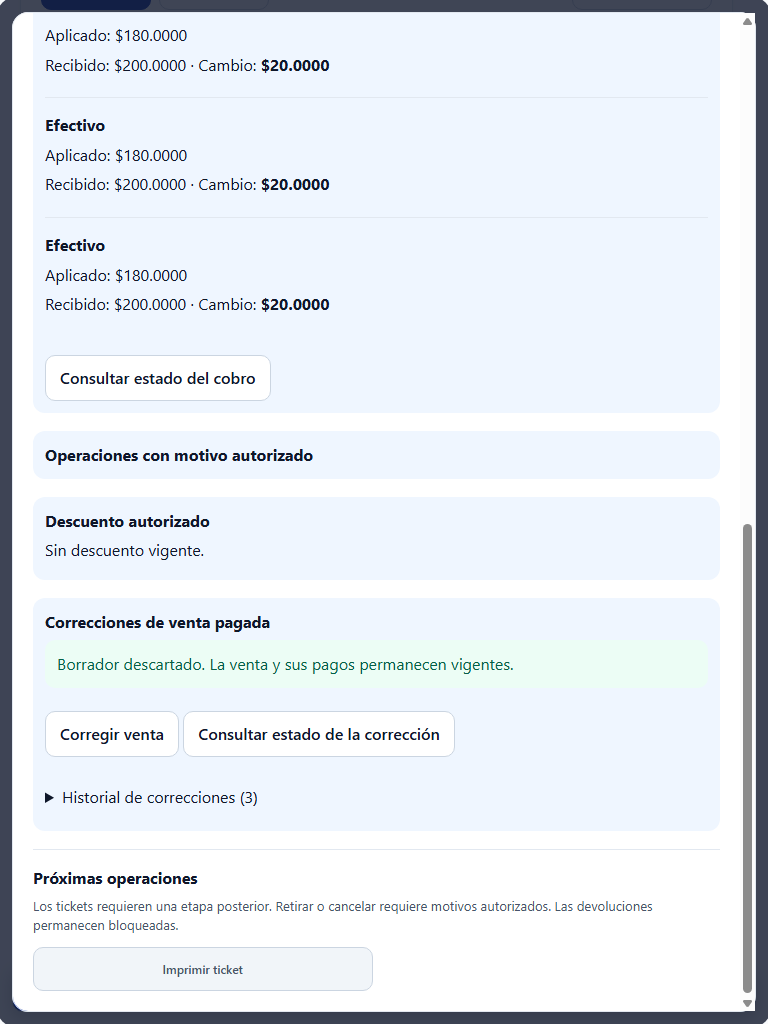 Aplicado: $180.0000
Recibido: $200.0000 · Cambio: $20.0000
Efectivo
Aplicado: $180.0000
Recibido: $200.0000 · Cambio: $20.0000
Efectivo
Aplicado: $180.0000
Recibido: $200.0000 · Cambio: $20.0000
Consultar estado del cobro
Operaciones con motivo autorizado
Descuento autorizado
Sin descuento vigente.
Correcciones de venta pagada
Borrador descartado. La venta y sus pagos permanecen vigentes.
Corregir venta Consultar estado de la corrección
Historial de correcciones (3)
Próximas operaciones
Los tickets requieren una etapa posterior. Retirar o cancelar requiere motivos autorizados. Las devoluciones
permanecen bloqueadas.
Imprimir ticket